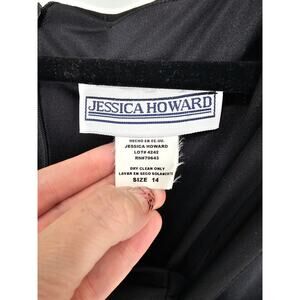 JESSICA HOWARD
HECHO EN EE.UU.
JESSICA HOWARD
LOT# 4242
RN#70643
DRY CLEAN ONLY
LAVAR EN SECO SOLAMENTE
SIZE 14